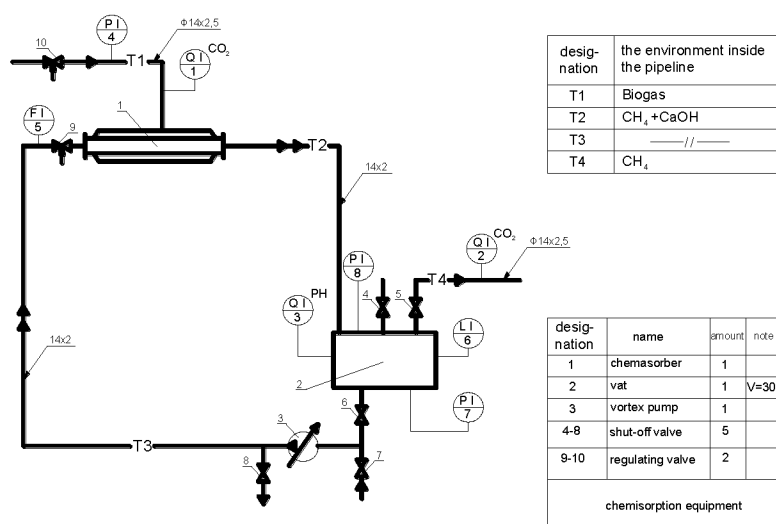 10
P I
4
Φ14x2,5
T1
Q I
1
CO₂
F I
5
9
1
T2
14x2
P I
8
Q I
3
PH
4
5
T4
Q I
2
CO₂
Φ14x2,5
L I
6
2
P I
7
14x2
6
3
T3
8
7
desig-
nation
the environment inside
the pipeline
T1 Biogas
T2 CH₄+CaOH
T3 —//—
T4 CH₄
desig-
nation
name amount note
1 chemasorber 1
2 vat 1 V=30
3 vortex pump 1
4-8 shut-off valve 5
9-10 regulating valve 2
chemisorption equipment